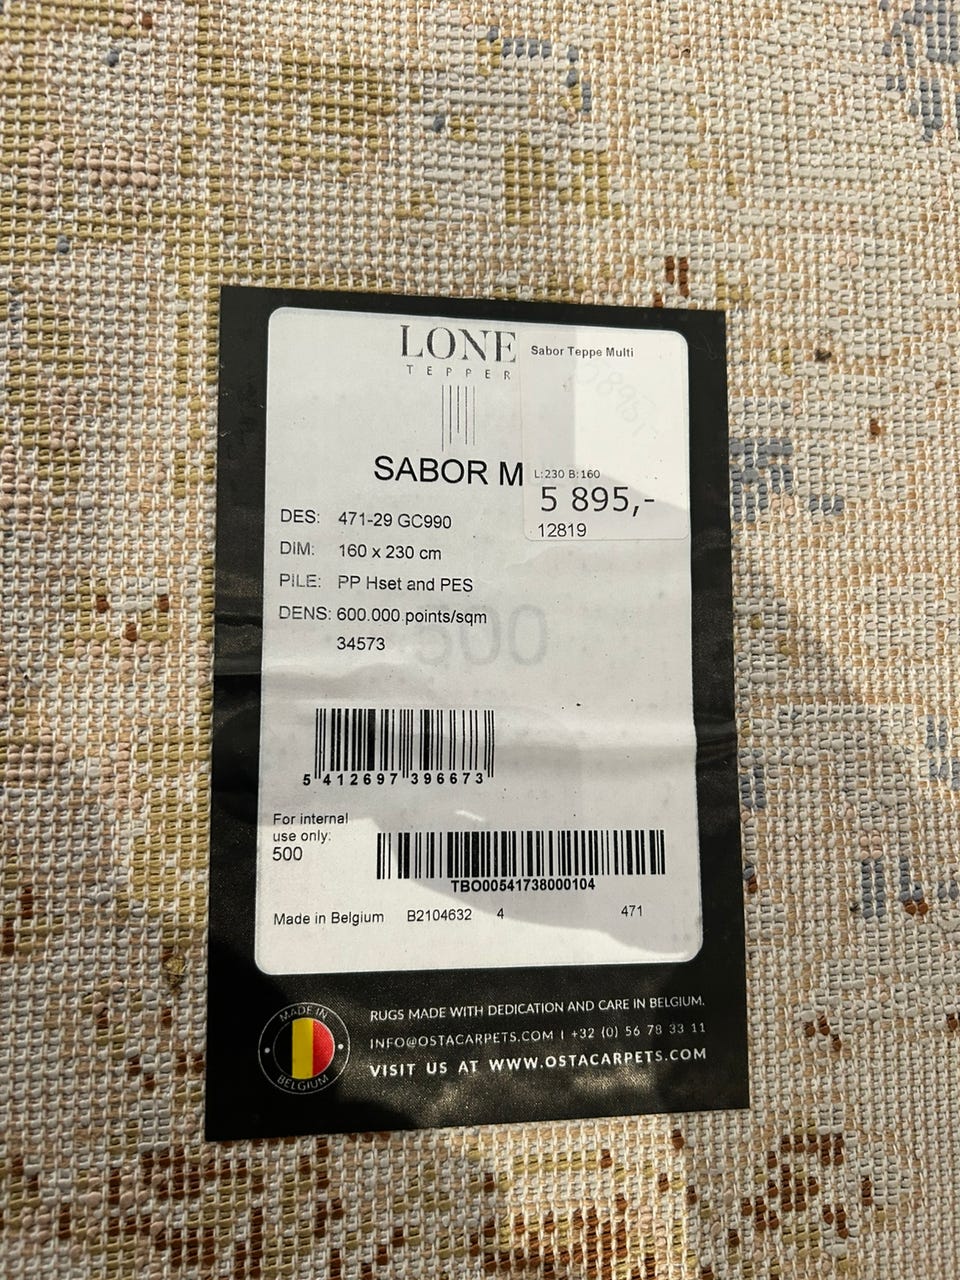 LONE
TEPPER
Sabor Teppe Multi
L:230 B:160
5 895,-
12819
SABOR M
DES: 471-29 GC990
DIM: 160 x 230 cm
PILE: PP Hset and PES
DENS: 600.000 points/sqm
34573
500
5 412697 396673
For internal
use only:
500
TBO00541738000104
Made in Belgium B2104632 4 471
MADE IN
BELGIUM
RUGS MADE WITH DEDICATION AND CARE IN BELGIUM.
INFO@OSTACARPETS.COM I +32 (0) 56 78 33 11
VISIT US AT WWW.OSTACARPETS.COM